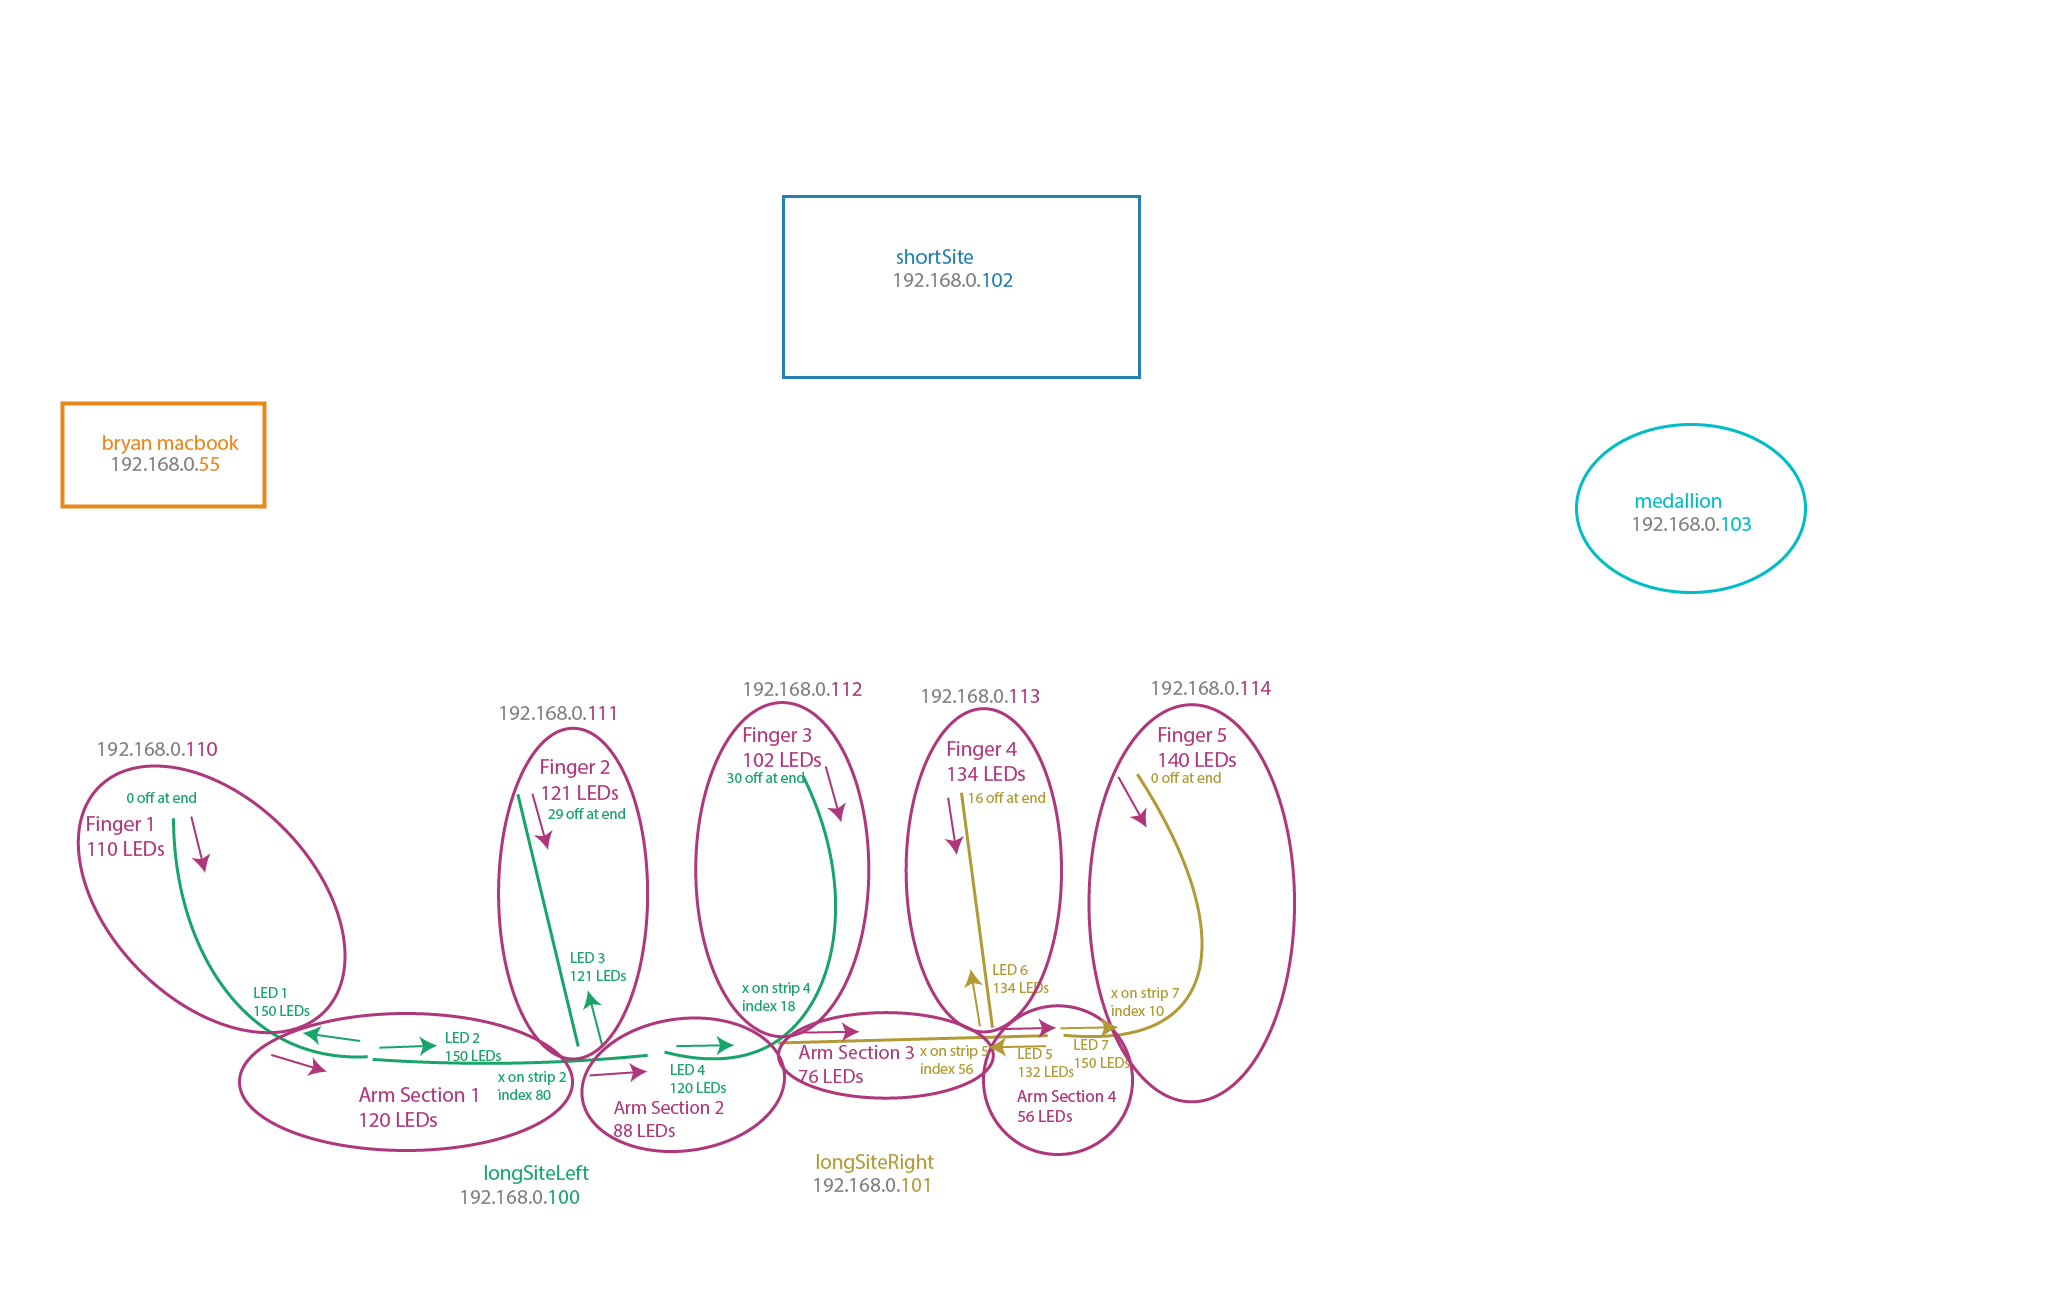 shortSite
192.168.0.102
bryan macbook
192.168.0.55
medallion
192.168.0.103
192.168.0.110
0 off at end
Finger 1
110 LEDs
LED 1
150 LEDs
192.168.0.111
Finger 2
121 LEDs
29 off at end
LED 3
121 LEDs
192.168.0.112
Finger 3
102 LEDs
30 off at end
x on strip 4
index 18
192.168.0.113
Finger 4
134 LEDs
16 off at end
LED 6
134 LEDs
192.168.0.114
Finger 5
140 LEDs
0 off at end
x on strip 7
index 10
LED 2
150 LEDs
x on strip 2
index 80
Arm Section 1
120 LEDs
LED 4
120 LEDs
Arm Section 2
88 LEDs
Arm Section 3
76 LEDs
x on strip 5
index 56
LED 5
132 LEDs
LED 7
150 LEDs
Arm Section 4
56 LEDs
longSiteLeft
192.168.0.100
longSiteRight
192.168.0.101